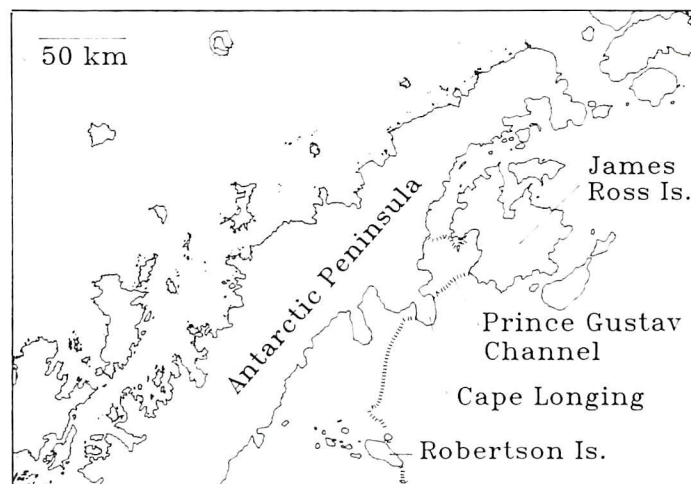 50 km
James
Ross Is.
Antarctic Peninsula
Prince Gustav
Channel
Cape Longing
Robertson Is.